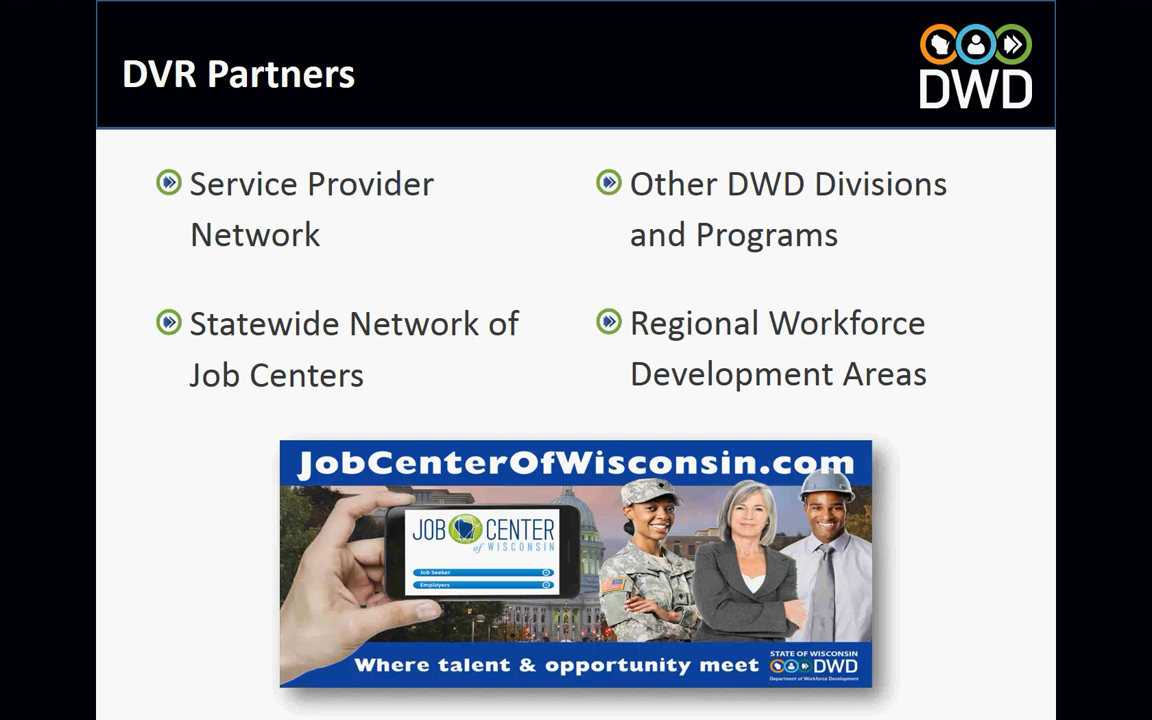 DVR Partners
DWD
Service Provider
Network
Statewide Network of
Job Centers
Other DWD Divisions
and Programs
Regional Workforce
Development Areas
JobCenterOfWisconsin.com
JOB CENTER
of WISCONSIN
Job Seeker
Employers
Where talent & opportunity meet
STATE OF WISCONSIN
DWD
Department of Workforce Development